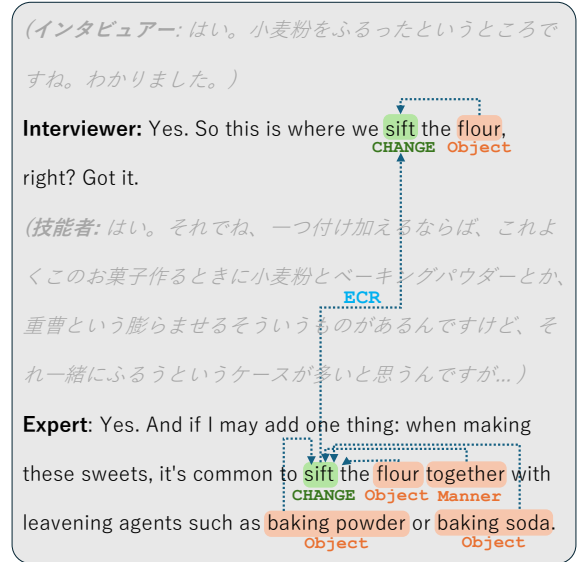 (インタビュアー: はい。小麦粉をふるったというところで
すね。わかりました。)
Interviewer: Yes. So this is where we sift the flour,
CHANGE Object
right? Got it.
(技能者: はい。それでね、一つ付け加えるならば、これよ
くこのお菓子作るときに小麦粉とベーキングパウダーとか、
ECR
重曹という膨らませるそういうものがあるんですけど、そ
れ一緒にふるうというケースが多いと思うんですが...)
Expert: Yes. And if I may add one thing: when making
these sweets, it's common to sift the flour together with
CHANGE Object Manner
leavening agents such as baking powder or baking soda.
Object Object